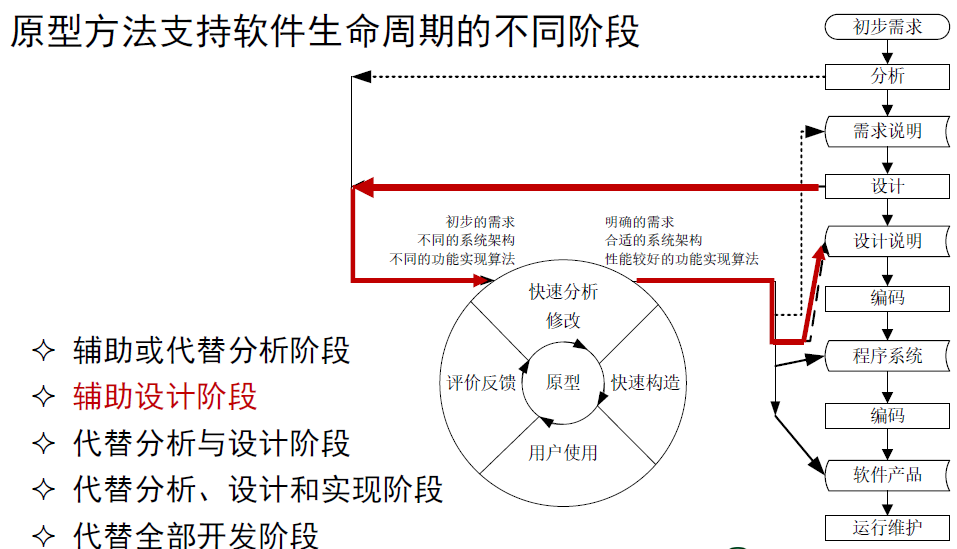 原型方法支持软件生命周期的不同阶段
初步需求
分析
需求说明
设计
设计说明
编码
程序系统
编码
软件产品
运行维护
初步的需求
不同的系统架构
不同的功能实现算法
明确的需求
合适的系统架构
性能较好的功能实现算法
快速分析
修改
评价反馈
原型
快速构造
用户使用
辅助或代替分析阶段
辅助设计阶段
代替分析与设计阶段
代替分析、设计和实现阶段
代替全部开发阶段